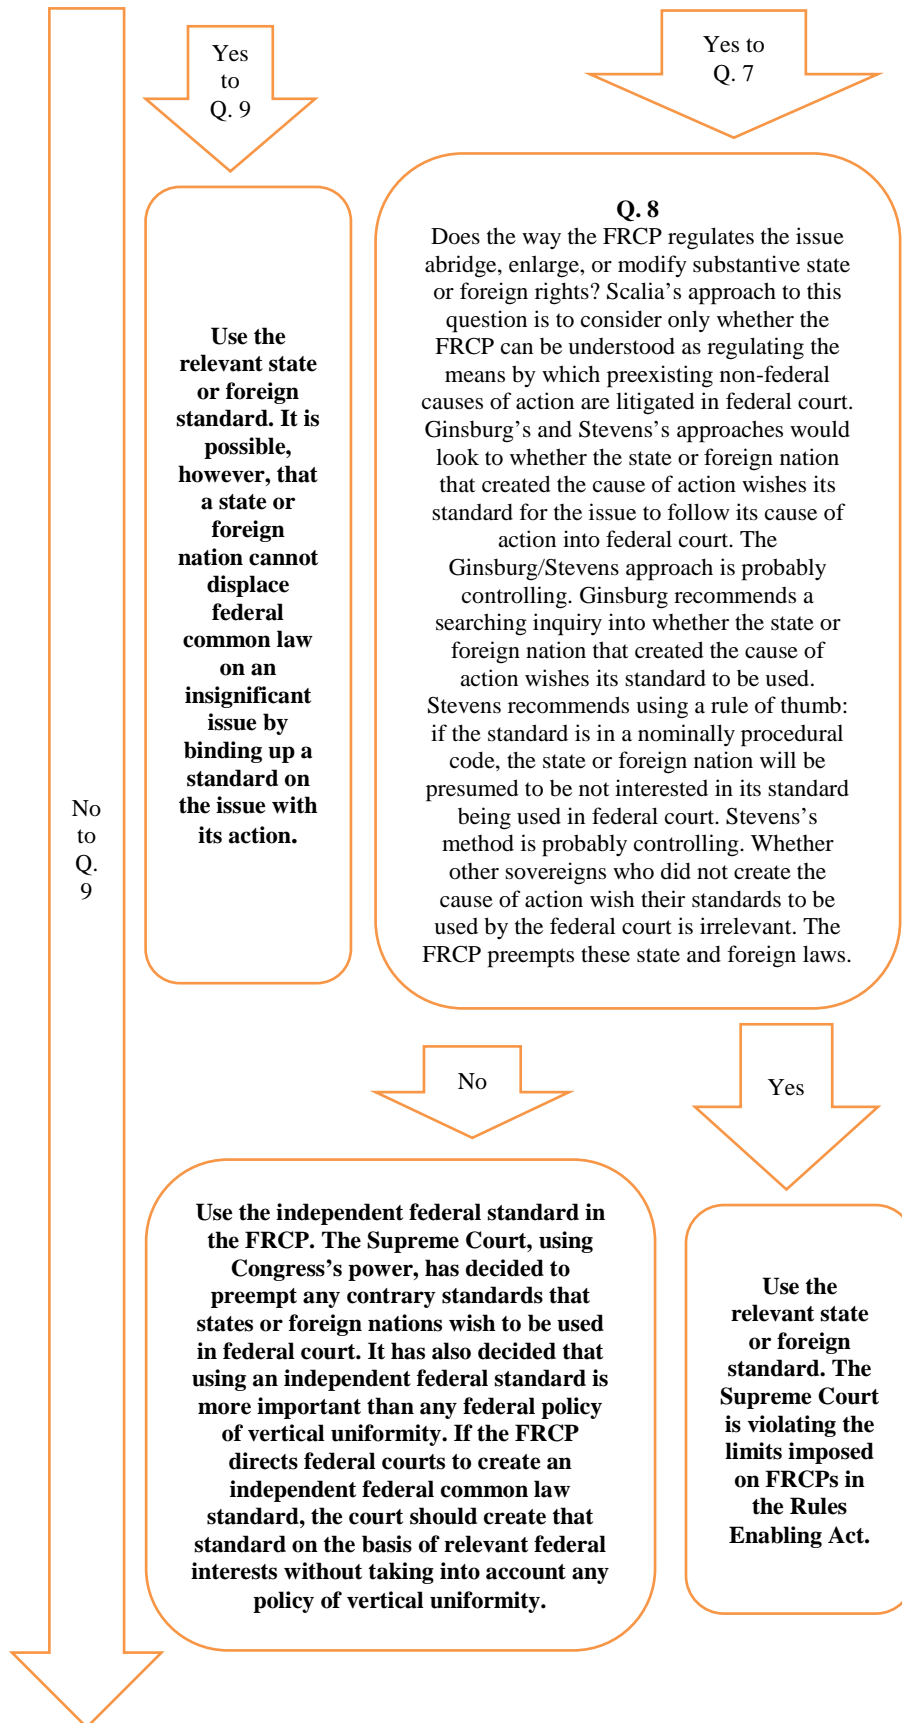 Yes
to
Q. 9
Yes to
Q. 7
No
to
Q.
9
Use the
relevant state
or foreign
standard. It is
possible,
however, that
a state or
foreign
nation cannot
displace
federal
common law
on an
insignificant
issue by
binding up a
standard on
the issue with
its action.
Q. 8
Does the way the FRCP regulates the issue
abridge, enlarge, or modify substantive state
or foreign rights? Scalia’s approach to this
question is to consider only whether the
FRCP can be understood as regulating the
means by which preexisting non-federal
causes of action are litigated in federal court.
Ginsburg’s and Stevens’s approaches would
look to whether the state or foreign nation
that created the cause of action wishes its
standard for the issue to follow its cause of
action into federal court. The
Ginsburg/Stevens approach is probably
controlling. Ginsburg recommends a
searching inquiry into whether the state or
foreign nation that created the cause of
action wishes its standard to be used.
Stevens recommends using a rule of thumb:
if the standard is in a nominally procedural
code, the state or foreign nation will be
presumed to be not interested in its standard
being used in federal court. Stevens’s
method is probably controlling. Whether
other sovereigns who did not create the
cause of action wish their standards to be
used by the federal court is irrelevant. The
FRCP preempts these state and foreign laws.
No
Yes
Use the independent federal standard in
the FRCP. The Supreme Court, using
Congress’s power, has decided to
preempt any contrary standards that
states or foreign nations wish to be used
in federal court. It has also decided that
using an independent federal standard is
more important than any federal policy
of vertical uniformity. If the FRCP
directs federal courts to create an
independent federal common law
standard, the court should create that
standard on the basis of relevant federal
interests without taking into account any
policy of vertical uniformity.
Use the
relevant state
or foreign
standard. The
Supreme Court
is violating the
limits imposed
on FRCPs in
the Rules
Enabling Act.